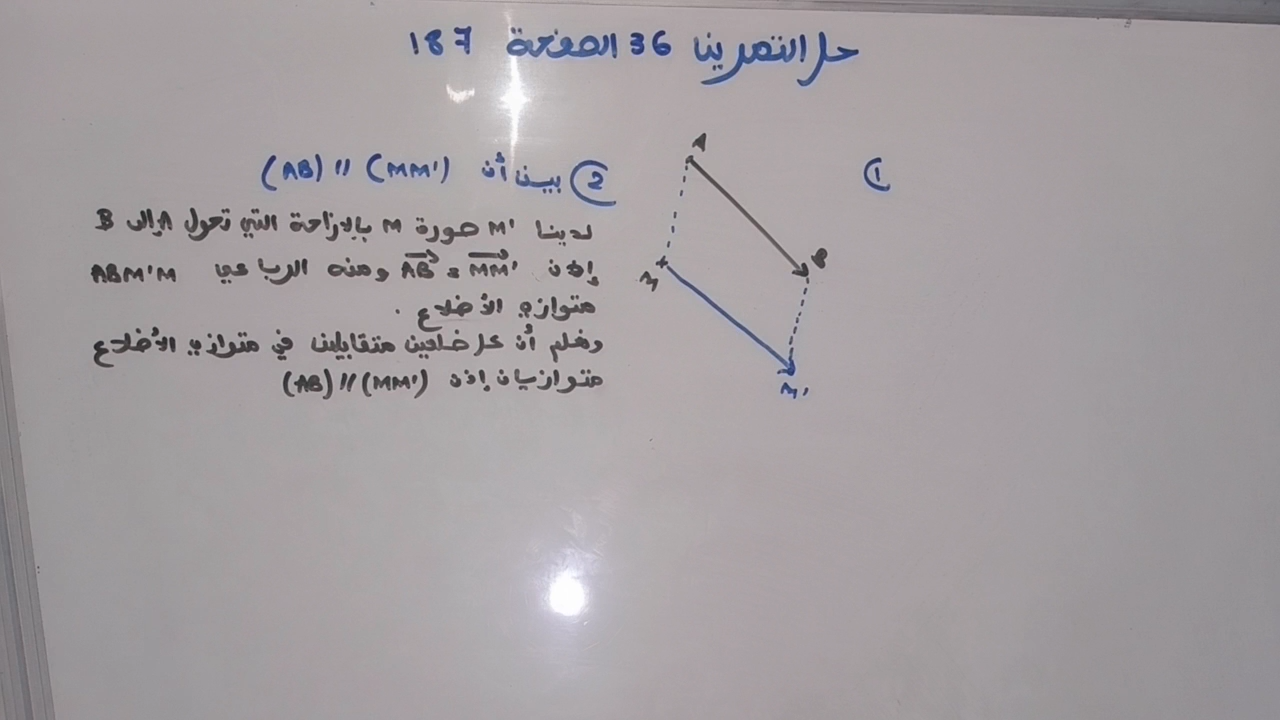 حل التمرين 36 الصفحة 187
①
A
B
M
M'
② بين أن (AB) // (MM')
لدينا M' صورة M بالإزاحة التي تحول A إلى B
إذن MM' = AB ومنه الرباعي ABM'M
متوازي الأضلاع .
ونعلم أن كل ضلعين متقابلين في متوازي الأضلاع
متوازيان إذن (AB) // (MM')